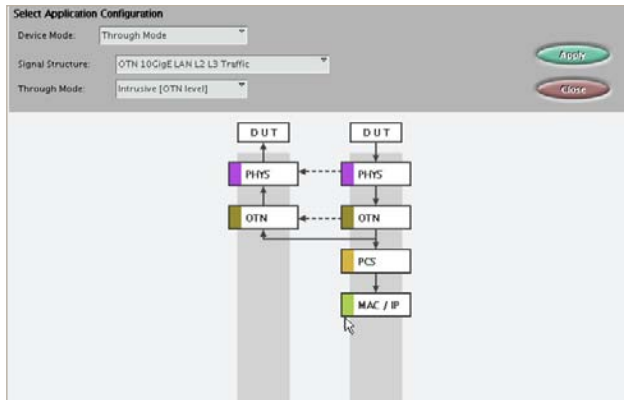 Select Application Configuration
Device Mode: Through Mode
Apply
Signal Structure: OTN 10GigE LAN L2 L3 Traffic
Through Mode: Intrusive [OTN level]
Close
DUT DUT
PHYS PHYS
OTN OTN
PCS
MAC / IP